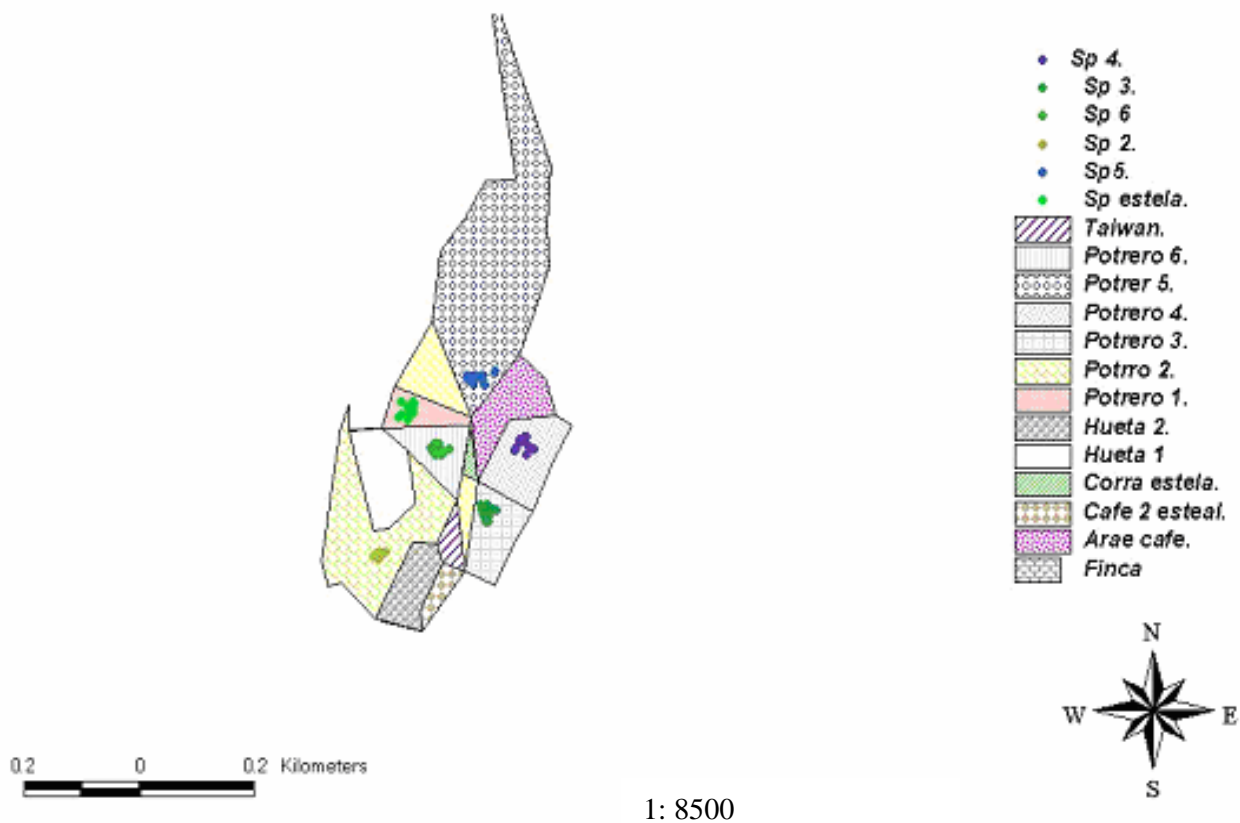 Sp 4.
Sp 3.
Sp 6
Sp 2.
Sp5.
Sp estela.
Taiwan.
Potrero 6.
Potrer 5.
Potrero 4.
Potrero 3.
Potrro 2.
Potrero 1.
Hueta 2.
Hueta 1
Corra estela.
Cafe 2 esteal.
Arae cafe.
Finca
N
W E
S
0.2 0 0.2 Kilometers
1: 8500